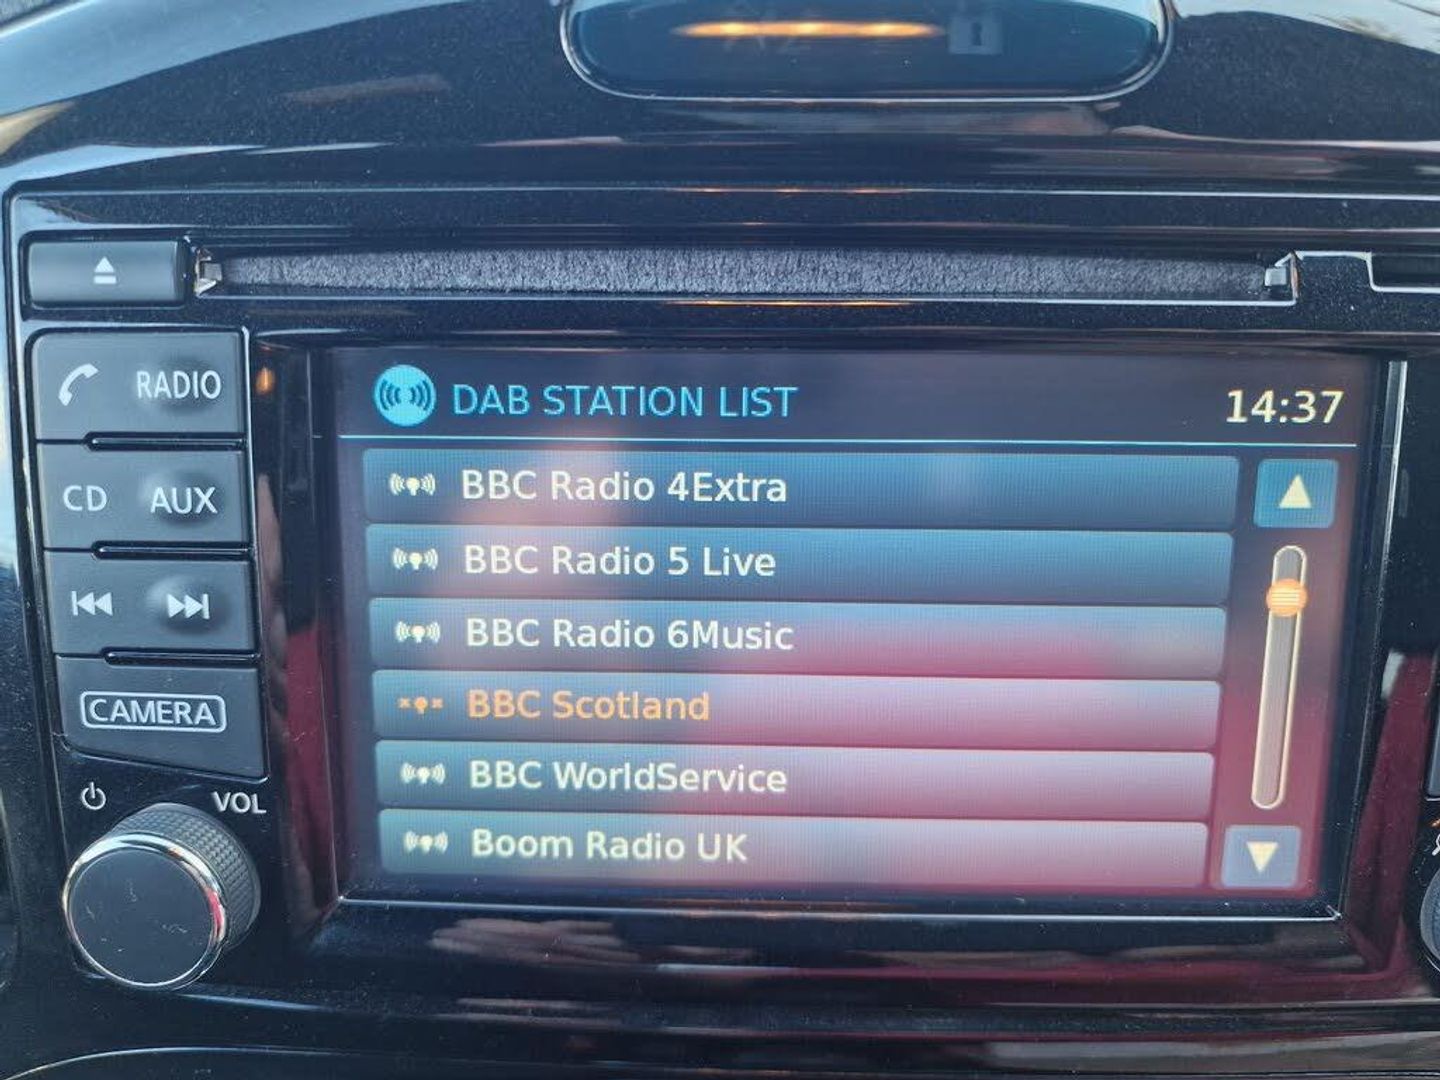 RADIO
CD AUX
CAMERA
VOL
DAB STATION LIST 14:37
BBC Radio 4Extra
BBC Radio 5 Live
BBC Radio 6Music
BBC Scotland
BBC WorldService
Boom Radio UK